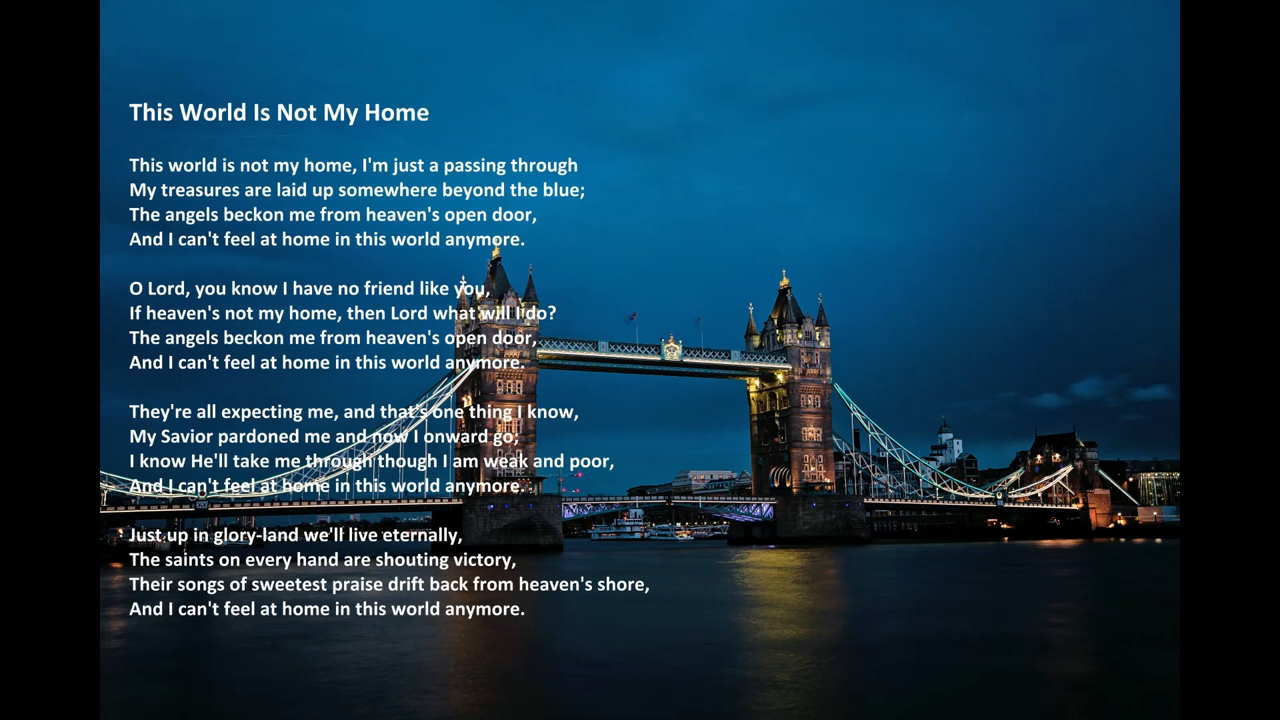 This World Is Not My Home
This world is not my home, I'm just a passing through
My treasures are laid up somewhere beyond the blue;
The angels beckon me from heaven's open door,
And I can't feel at home in this world anymore.
O Lord, you know I have no friend like you,
If heaven's not my home, then Lord what will I do?
The angels beckon me from heaven's open door,
And I can't feel at home in this world anymore.
They're all expecting me, and that's one thing I know,
My Savior pardoned me and now I onward go;
I know He'll take me through though I am weak and poor,
And I can't feel at home in this world anymore.
Just up in glory-land we'll live eternally,
The saints on every hand are shouting victory,
Their songs of sweetest praise drift back from heaven's shore,
And I can't feel at home in this world anymore.